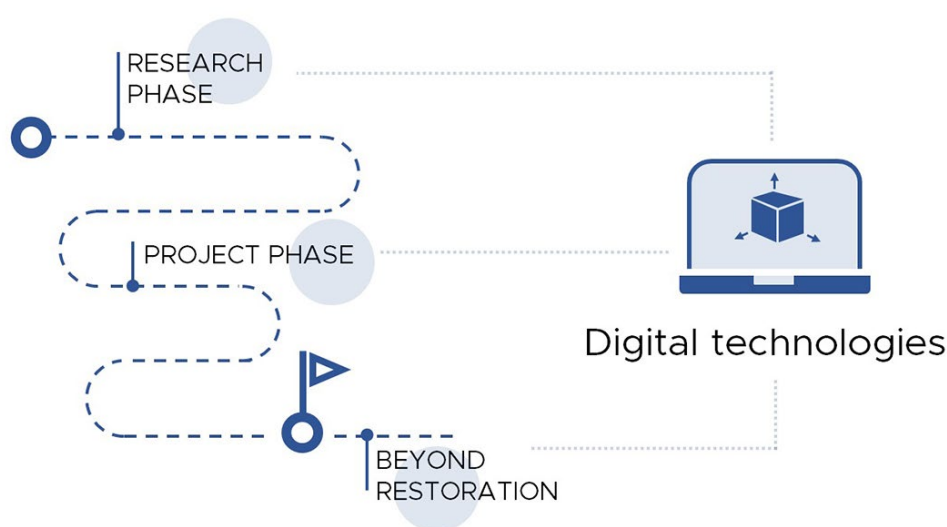 RESEARCH
PHASE
PROJECT PHASE
Digital technologies
BEYOND
RESTORATION